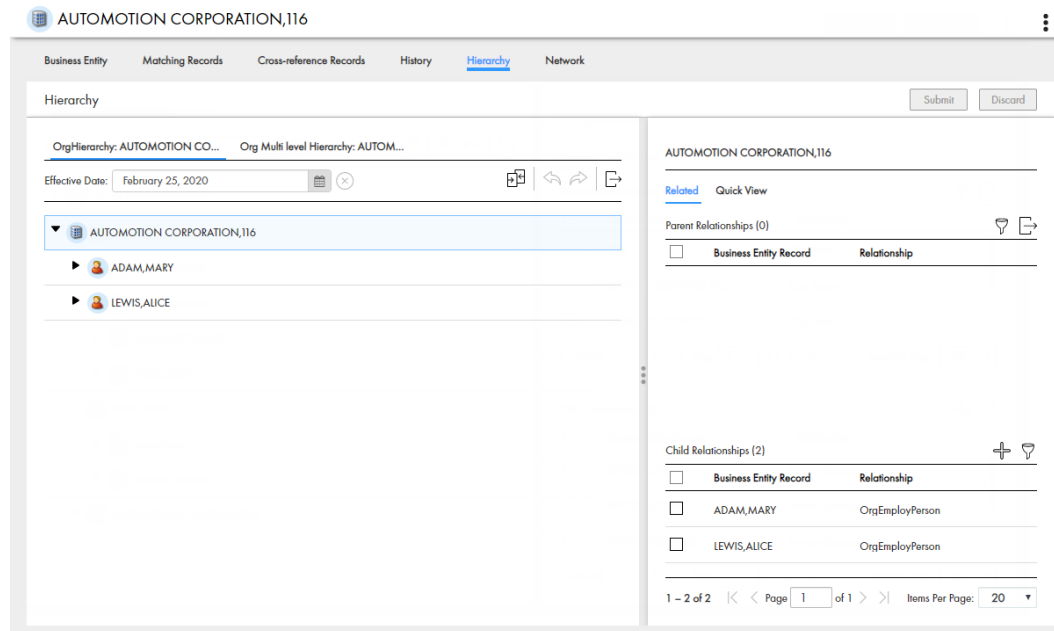 AUTOMOTION CORPORATION,116
Business Entity Matching Records Cross-reference Records History Hierarchy Network
Hierarchy Submit Discard
OrgHierarchy: AUTOMOTION CO... Org Multi level Hierarchy: AUTOM...
Effective Date: February 25, 2020
AUTOMOTION CORPORATION,116
ADAM,MARY
LEWIS,ALICE
AUTOMOTION CORPORATION,116
Related Quick View
Parent Relationships (0)
Business Entity Record Relationship
Child Relationships (2)
Business Entity Record Relationship
ADAM,MARY OrgEmployPerson
LEWIS,ALICE OrgEmployPerson
1 – 2 of 2 Page 1 of 1 Items Per Page: 20